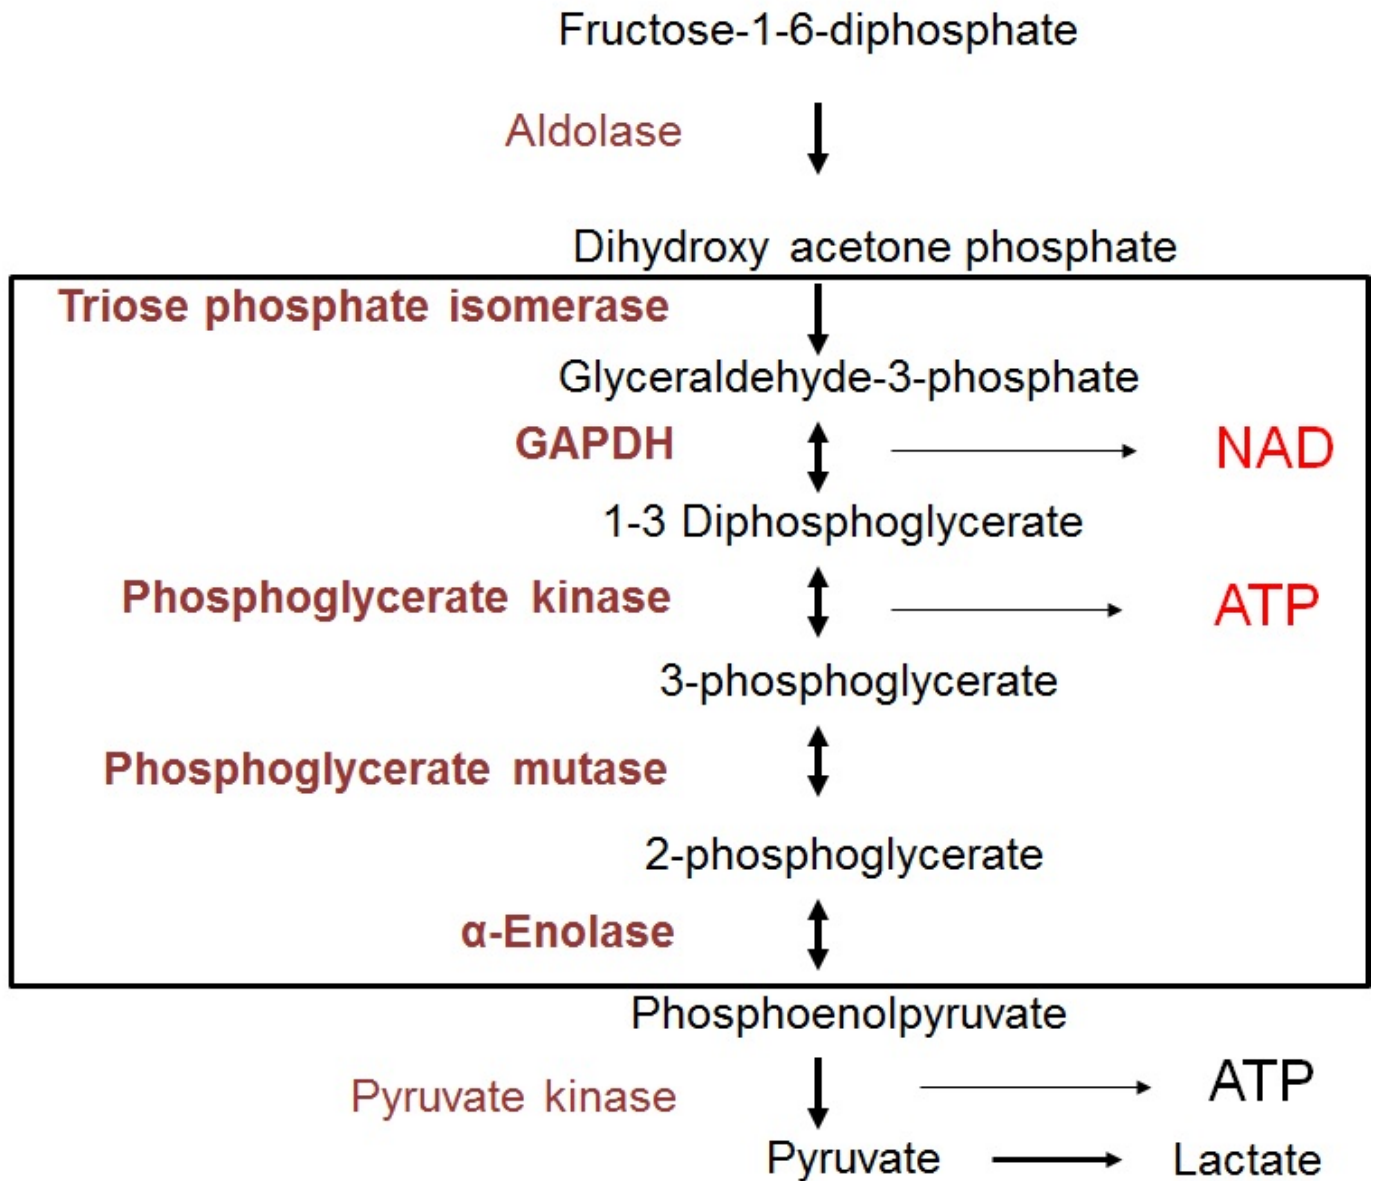 Fructose-1-6-diphosphate
Aldolase
Dihydroxy acetone phosphate
Triose phosphate isomerase
Glyceraldehyde-3-phosphate
GAPDH
NAD
1-3 Diphosphoglycerate
Phosphoglycerate kinase
ATP
3-phosphoglycerate
Phosphoglycerate mutase
2-phosphoglycerate
α-Enolase
Phosphoenolpyruvate
Pyruvate kinase
ATP
Pyruvate
Lactate